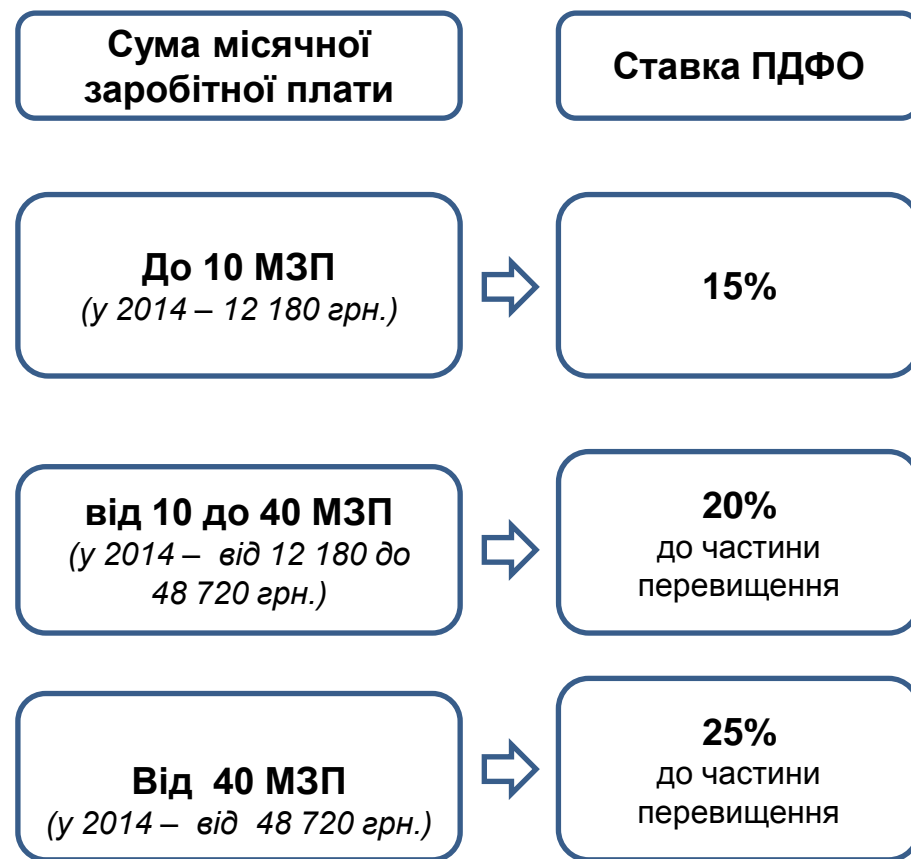 Сума місячної
заробітної плати
Ставка ПДФО
До 10 МЗП
(у 2014 – 12 180 грн.)
15%
від 10 до 40 МЗП
(у 2014 – від 12 180 до
48 720 грн.)
20%
до частини
перевищення
Від 40 МЗП
(у 2014 – від 48 720 грн.)
25%
до частини
перевищення